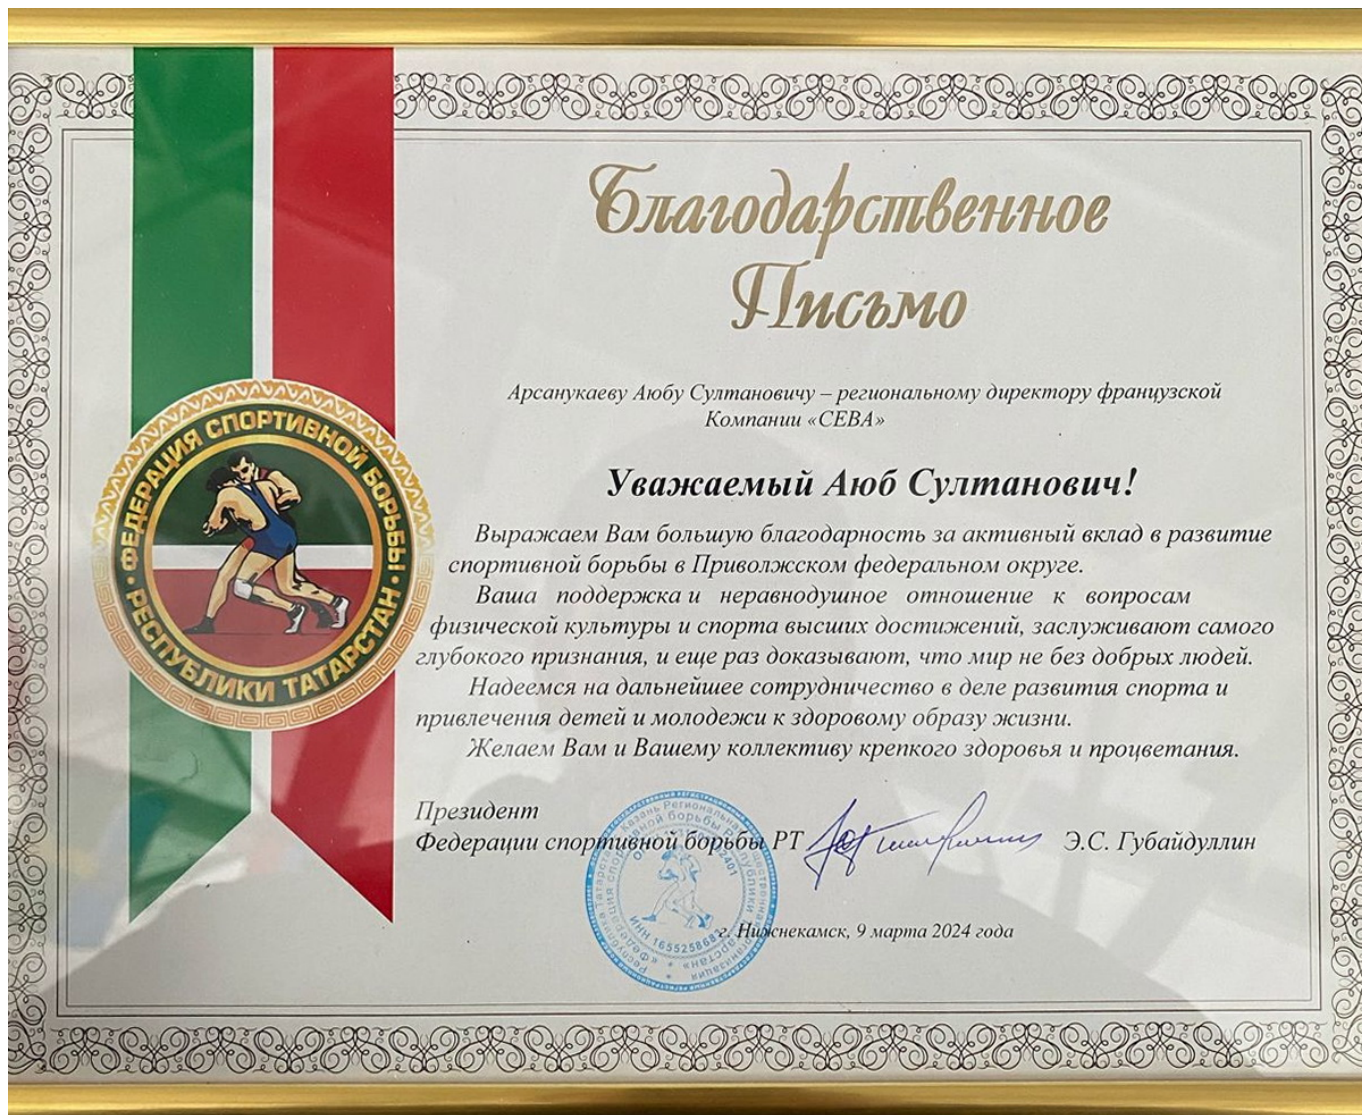 Благодарственное
Письмо
Арсанукаеву Аюбу Султановичу – региональному директору французской
Компании «СЕВА»
Уважаемый Аюб Султанович!
Выражаем Вам большую благодарность за активный вклад в развитие
спортивной борьбы в Приволжском федеральном округе.
Ваша поддержка и неравнодушное отношение к вопросам
физической культуры и спорта высших достижений, заслуживают самого
глубокого признания, и еще раз доказывают, что мир не без добрых людей.
Надеемся на дальнейшее сотрудничество в деле развития спорта и
привлечения детей и молодежи к здоровому образу жизни.
Желаем Вам и Вашему коллективу крепкого здоровья и процветания.
Президент
Федерации спортивной борьбы РТ Э.С. Губайдуллин
г. Нижнекамск, 9 марта 2024 года
ФЕДЕРАЦИЯ СПОРТИВНОЙ БОРЬБЫ
РЕСПУБЛИКИ ТАТАРСТАН